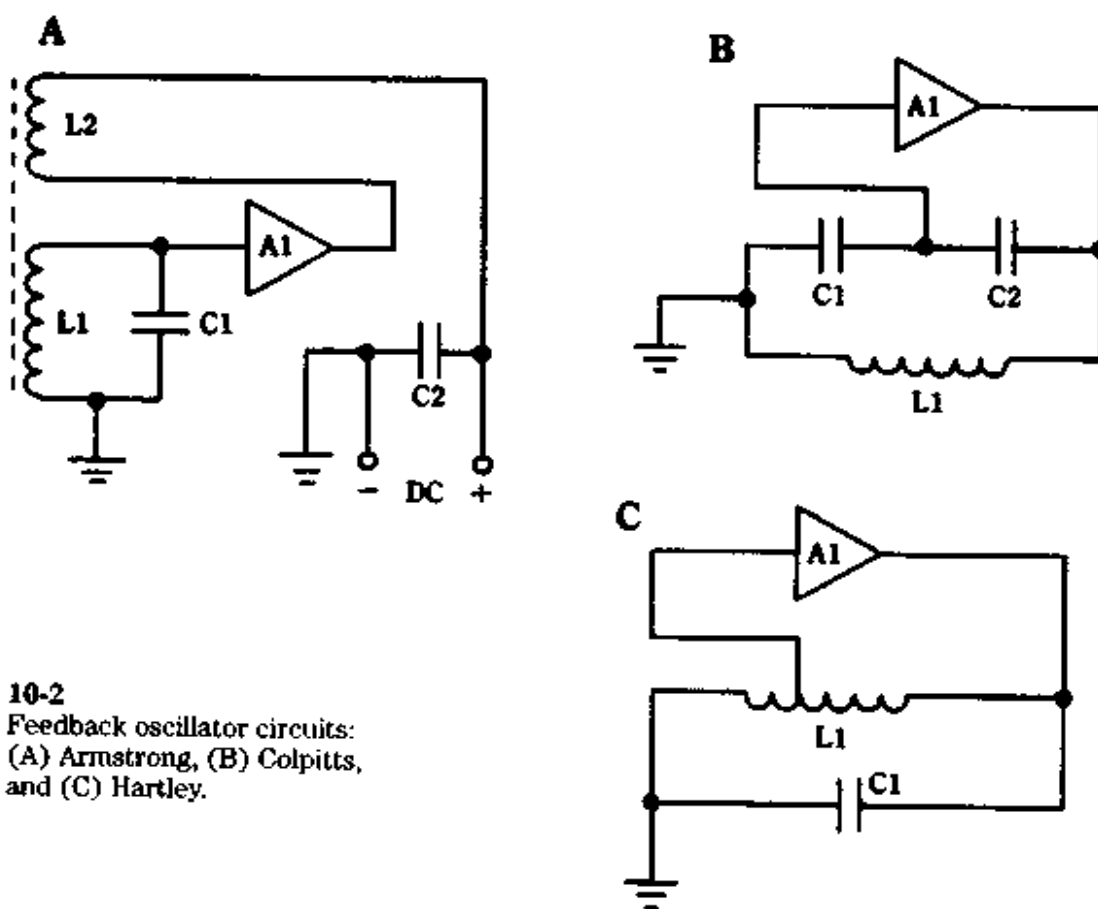 A
L2
A1
L1
C1
C2
− DC +
B
A1
C1
C2
L1
C
A1
L1
C1
10-2
Feedback oscillator circuits:
(A) Armstrong, (B) Colpitts,
and (C) Hartley.